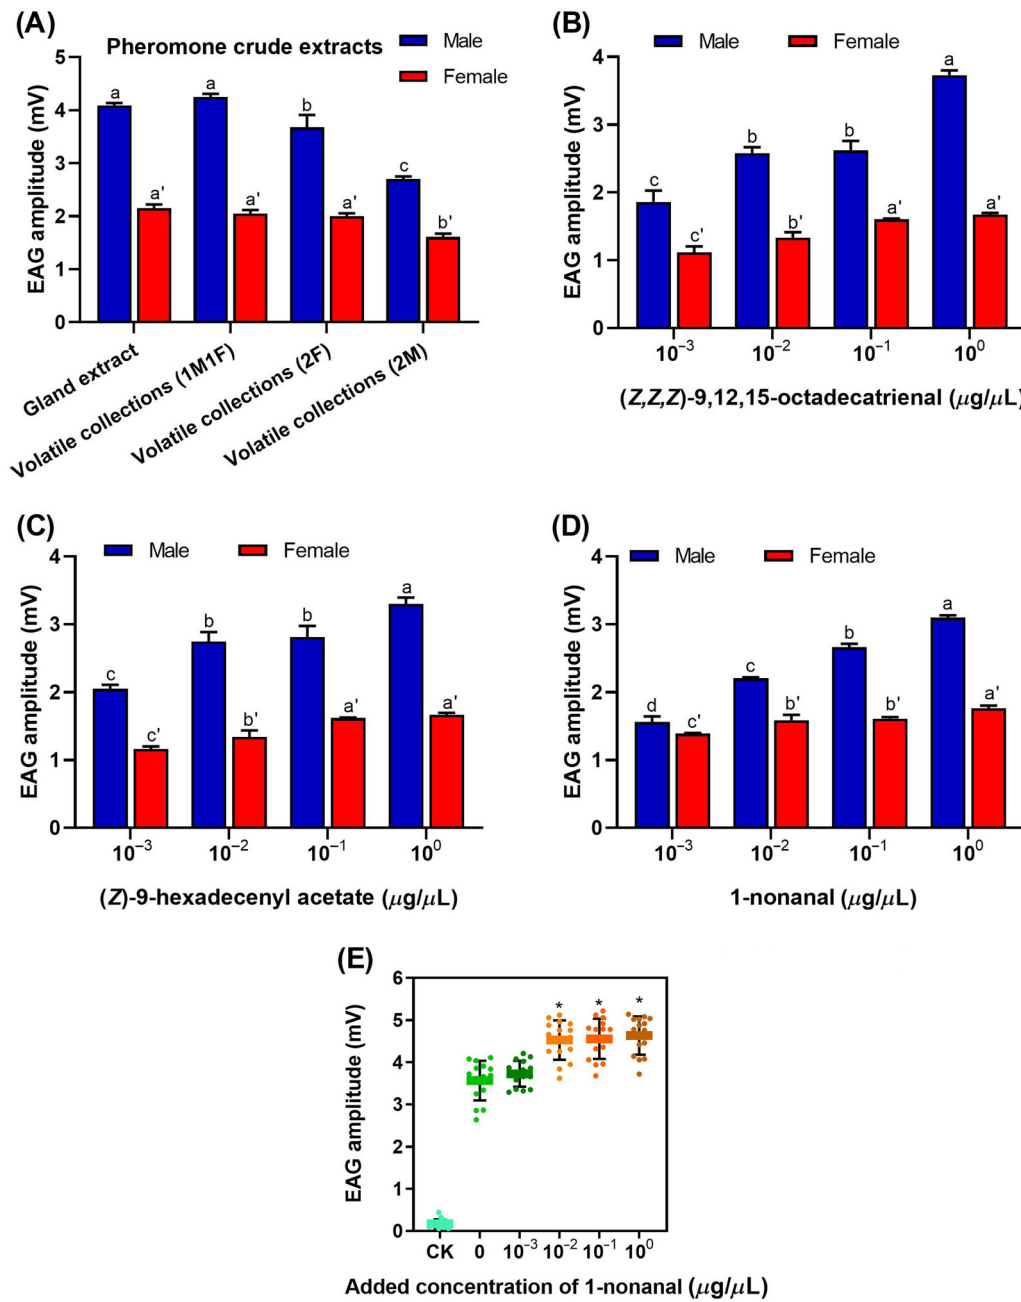 (A)
Pheromone crude extracts
Male
Female
EAG amplitude (mV)
5
4
3
2
1
0
a a b c
a' a' a' b'
Gland extract
Volatile collections (1M1F)
Volatile collections (2F)
Volatile collections (2M)
(B)
Male Female
EAG amplitude (mV)
4
3
2
1
0
c b b a
c' b' a' a'
10⁻³ 10⁻² 10⁻¹ 10⁰
(Z,Z,Z)-9,12,15-octadecatrienal (μg/μL)
(C)
Male Female
EAG amplitude (mV)
4
3
2
1
0
c b b a
c' b' a' a'
10⁻³ 10⁻² 10⁻¹ 10⁰
(Z)-9-hexadecenyl acetate (μg/μL)
(D)
Male Female
EAG amplitude (mV)
4
3
2
1
0
d c b a
c' b' b' a'
10⁻³ 10⁻² 10⁻¹ 10⁰
1-nonanal (μg/μL)
(E)
EAG amplitude (mV)
6
5
4
3
2
1
0
* * *
CK 0 10⁻³ 10⁻² 10⁻¹ 10⁰
Added concentration of 1-nonanal (μg/μL)